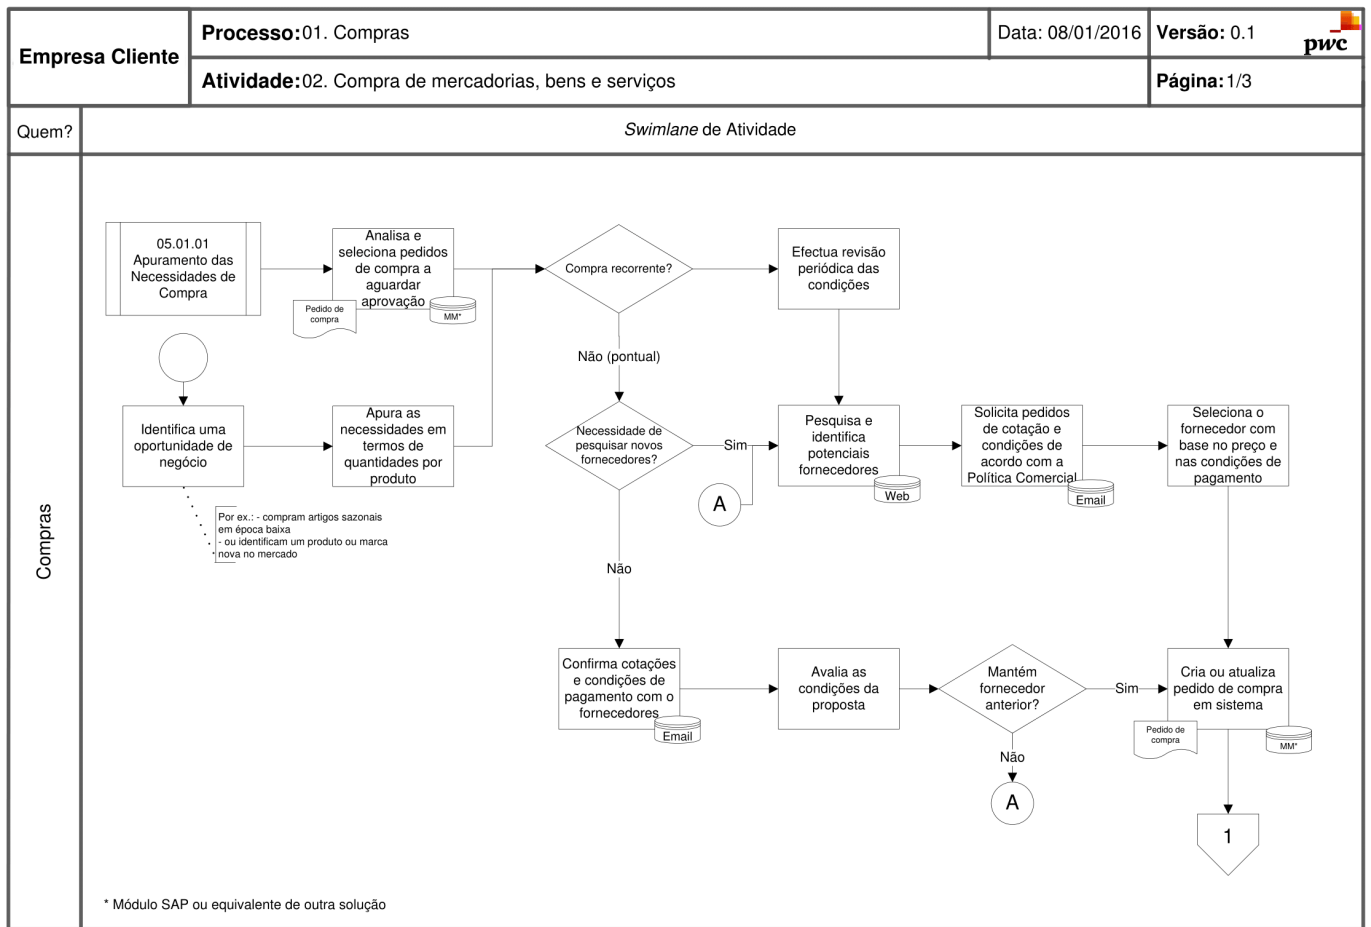 Empresa Cliente
Processo: 01. Compras
Data: 08/01/2016
Versão: 0.1
pwc
Atividade: 02. Compra de mercadorias, bens e serviços
Página: 1/3
Quem?
Swimlane de Atividade
Compras
05.01.01
Apuramento das
Necessidades de
Compra
Analisa e
seleciona pedidos
de compra a
aguardar
aprovação
Pedido de
compra
MM*
Compra recorrente?
Efectua revisão
periódica das
condições
Não (pontual)
Identifica uma
oportunidade de
negócio
Apura as
necessidades em
termos de
quantidades por
produto
Por ex.: - compram artigos sazonais
em época baixa
- ou identificam um produto ou marca
nova no mercado
Necessidade de
pesquisar novos
fornecedores?
Sim
A
Pesquisa e
identifica
potenciais
fornecedores
Web
Solicita pedidos
de cotação e
condições de
acordo com a
Política Comercial
Email
Seleciona o
fornecedor com
base no preço e
nas condições de
pagamento
Não
Confirma cotações
e condições de
pagamento com o
fornecedores
Email
Avalia as
condições da
proposta
Mantém
fornecedor
anterior?
Sim
Não
A
Cria ou atualiza
pedido de compra
em sistema
Pedido de
compra
MM*
1
* Módulo SAP ou equivalente de outra solução